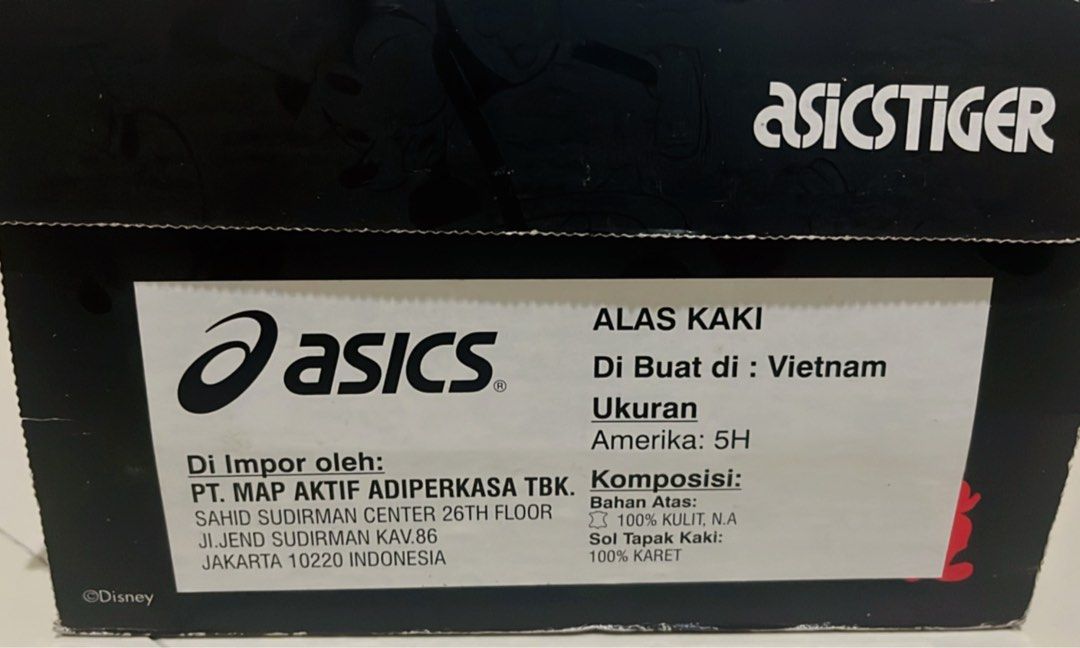 asicsTiGER
asics®
Di Impor oleh:
PT. MAP AKTIF ADIPERKASA TBK.
SAHID SUDIRMAN CENTER 26TH FLOOR
JI.JEND SUDIRMAN KAV.86
JAKARTA 10220 INDONESIA
ALAS KAKI
Di Buat di : Vietnam
Ukuran
Amerika: 5H
Komposisi:
Bahan Atas:
100% KULIT, N.A
Sol Tapak Kaki:
100% KARET
©Disney